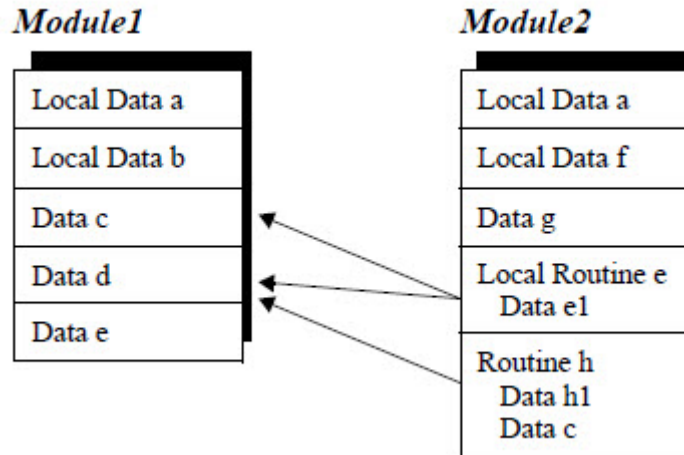 Module1
Local Data a
Local Data b
Data c
Data d
Data e
Module2
Local Data a
Local Data f
Data g
Local Routine e
Data e1
Routine h
Data h1
Data c